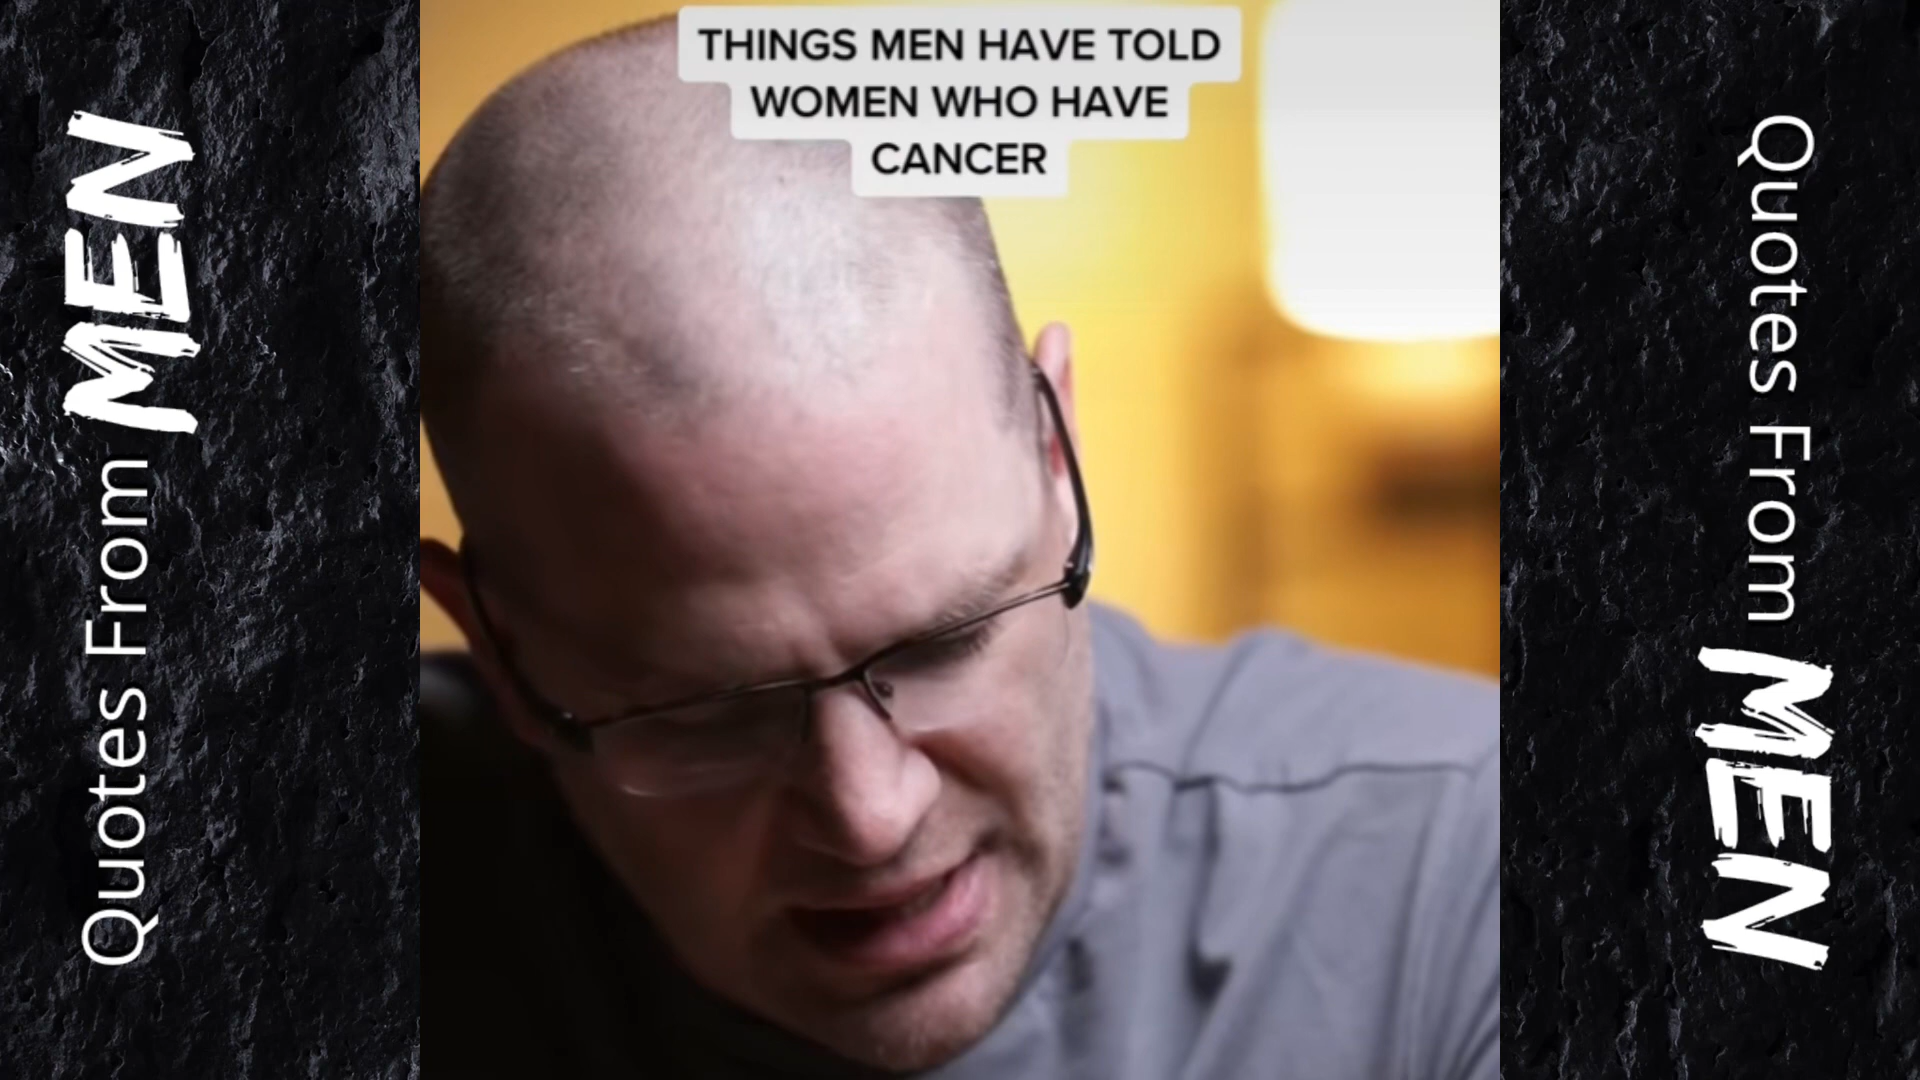 THINGS MEN HAVE TOLD
WOMEN WHO HAVE
CANCER
Quotes From MEN
Quotes From MEN